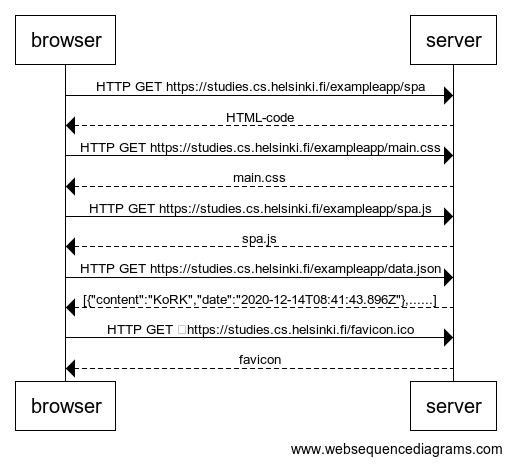 browser server
HTTP GET https://studies.cs.helsinki.fi/exampleapp/spa
HTML-code
HTTP GET https://studies.cs.helsinki.fi/exampleapp/main.css
main.css
HTTP GET https://studies.cs.helsinki.fi/exampleapp/spa.js
spa.js
HTTP GET https://studies.cs.helsinki.fi/exampleapp/data.json
[{"content":"KoRK","date":"2020-12-14T08:41:43.896Z"},......]
HTTP GET https://studies.cs.helsinki.fi/favicon.ico
favicon
browser server
www.websequencediagrams.com